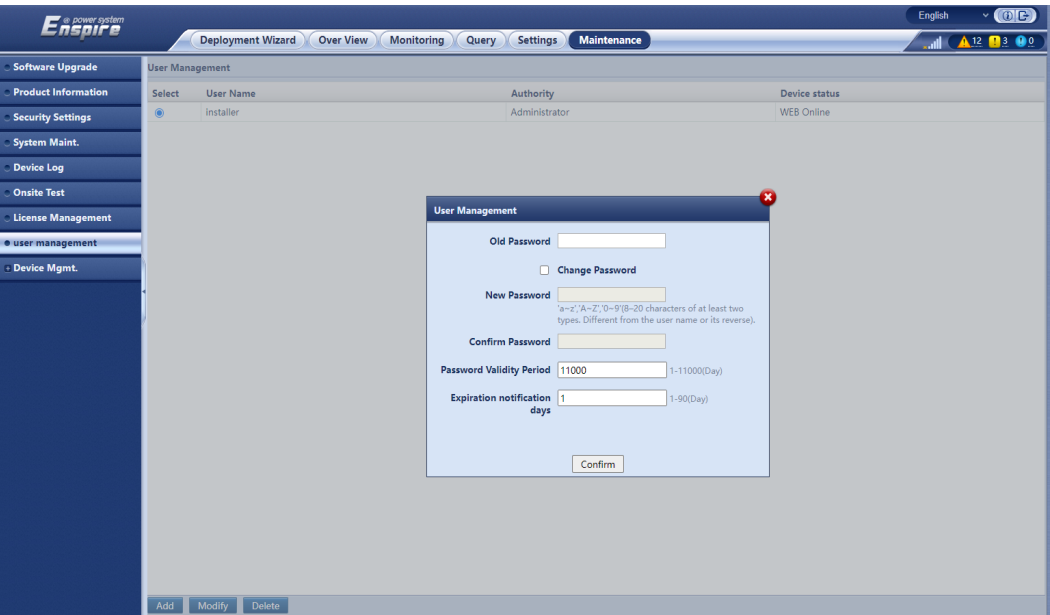 e power system
Enspire
English
Deployment Wizard
Over View
Monitoring
Query
Settings
Maintenance
12
3
0
Software Upgrade
Product Information
Security Settings
System Maint.
Device Log
Onsite Test
License Management
user management
Device Mgmt.
User Management
Select User Name Authority Device status
installer Administrator WEB Online
User Management
Old Password
Change Password
New Password
'a~z','A~Z','0~9'(8–20 characters of at least two
types. Different from the user name or its reverse).
Confirm Password
Password Validity Period 11000 1-11000(Day)
Expiration notification 1 1-90(Day)
days
Confirm
Add Modify Delete